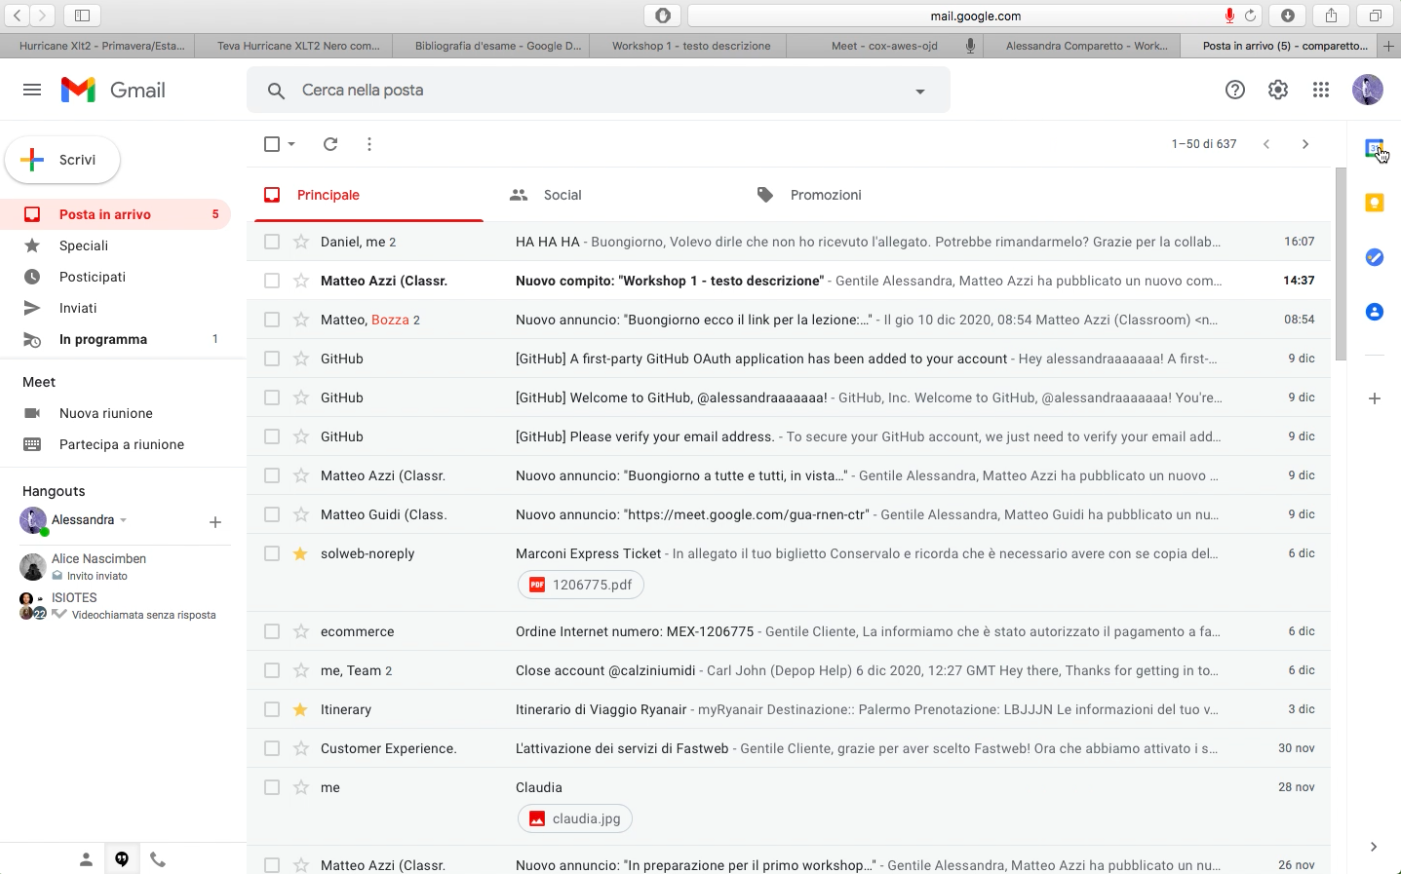 mail.google.com
Hurricane Xlt2 - Primavera/Esta...
Teva Hurricane XLT2 Nero com...
Bibliografia d'esame - Google D...
Workshop 1 - testo descrizione
Meet - cox-awes-ojd
Alessandra Comparetto - Work...
Posta in arrivo (5) - comparetto...
Gmail
Cerca nella posta
Scrivi
1–50 di 637
31
Posta in arrivo 5
Speciali
Posticipati
Inviati
In programma 1
Meet
Nuova riunione
Partecipa a riunione
Hangouts
Alessandra
Alice Nascimben
Invito inviato
ISIOTES
22 Videochiamata senza risposta
Principale
Social
Promozioni
Daniel, me 2 HA HA HA - Buongiorno, Volevo dirle che non ho ricevuto l'allegato. Potrebbe rimandarmelo? Grazie per la collab... 16:07
Matteo Azzi (Classr. Nuovo compito: "Workshop 1 - testo descrizione" - Gentile Alessandra, Matteo Azzi ha pubblicato un nuovo com... 14:37
Matteo, Bozza 2 Nuovo annuncio: "Buongiorno ecco il link per la lezione:..." - Il gio 10 dic 2020, 08:54 Matteo Azzi (Classroom) <n... 08:54
GitHub [GitHub] A first-party GitHub OAuth application has been added to your account - Hey alessandraaaaaaa! A first-... 9 dic
GitHub [GitHub] Welcome to GitHub, @alessandraaaaaaa! - GitHub, Inc. Welcome to GitHub, @alessandraaaaaaa! You're... 9 dic
GitHub [GitHub] Please verify your email address. - To secure your GitHub account, we just need to verify your email add... 9 dic
Matteo Azzi (Classr. Nuovo annuncio: "Buongiorno a tutte e tutti, in vista..." - Gentile Alessandra, Matteo Azzi ha pubblicato un nuovo ... 9 dic
Matteo Guidi (Class. Nuovo annuncio: "https://meet.google.com/gua-rnen-ctr" - Gentile Alessandra, Matteo Guidi ha pubblicato un nu... 9 dic
solweb-noreply Marconi Express Ticket - In allegato il tuo biglietto Conservalo e ricorda che è necessario avere con se copia del... 6 dic
PDF 1206775.pdf
ecommerce Ordine Internet numero: MEX-1206775 - Gentile Cliente, La informiamo che è stato autorizzato il pagamento a fa... 6 dic
me, Team 2 Close account @calziniumidi - Carl John (Depop Help) 6 dic 2020, 12:27 GMT Hey there, Thanks for getting in to... 6 dic
Itinerary Itinerario di Viaggio Ryanair - myRyanair Destinazione:: Palermo Prenotazione: LBJJJN Le informazioni del tuo v... 3 dic
Customer Experience. L'attivazione dei servizi di Fastweb - Gentile Cliente, grazie per aver scelto Fastweb! Ora che abbiamo attivato i s... 30 nov
me Claudia 28 nov
claudia.jpg
Matteo Azzi (Classr. Nuovo annuncio: "In preparazione per il primo workshop..." - Gentile Alessandra, Matteo Azzi ha pubblicato un nu... 26 nov